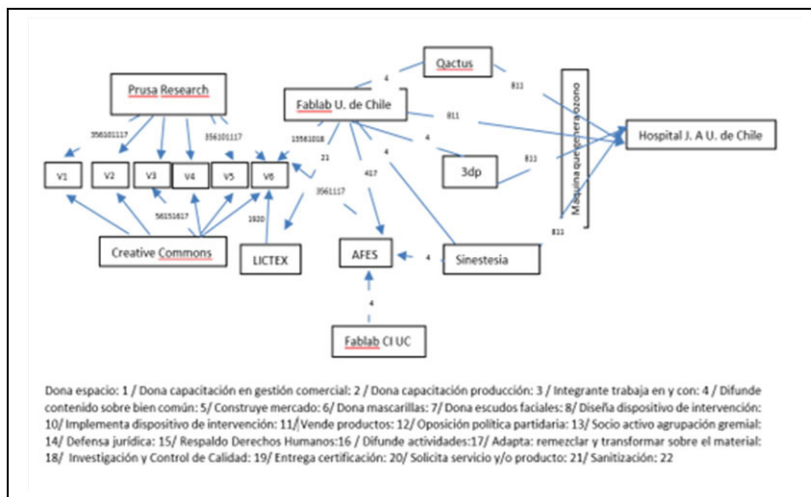 Qactus
4
Prusa Research
811
Fablab U. de Chile
811
Maquina que genera ozono
Hospital J. A U. de Chile
356101117
356101117
13561018
21
4
4
417
811
3dp
V1
V2
V3
V4
V5
V6
3561117
56151617
1920
811
Creative Commons
LICTEX
AFES
4
Sinestesia
4
Fablab CI UC
Dona espacio: 1 / Dona capacitación en gestión comercial: 2 / Dona capacitación producción: 3 / Integrante trabaja en y con: 4 / Difunde
contenido sobre bien común: 5/ Construye mercado: 6/ Dona mascarillas: 7/ Dona escudos faciales: 8/ Diseña dispositivo de intervención:
10/ Implementa dispositivo de intervención: 11/ Vende productos: 12/ Oposición política partidaria: 13/ Socio activo agrupación gremial:
14/ Defensa jurídica: 15/ Respaldo Derechos Humanos:16 / Difunde actividades:17/ Adapta: remezclar y transformar sobre el material:
18/ Investigación y Control de Calidad: 19/ Entrega certificación: 20/ Solicita servicio y/o producto: 21/ Sanitización: 22